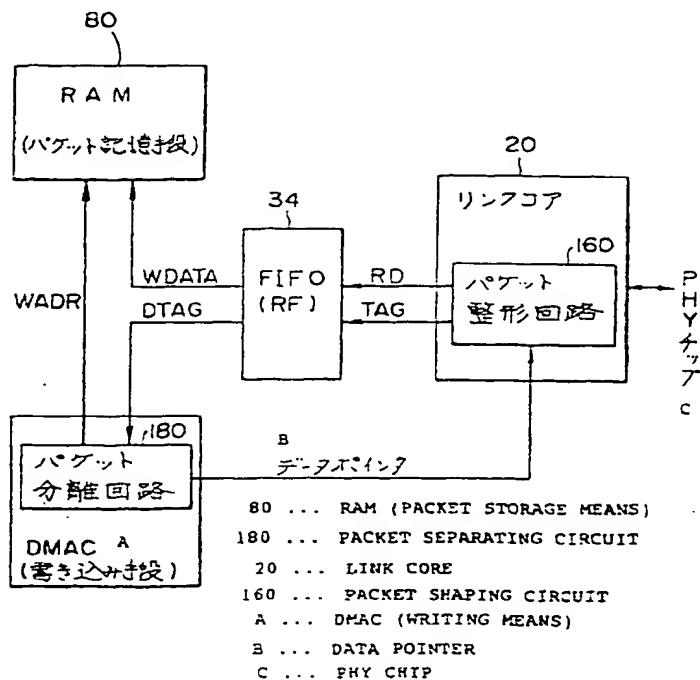 80
RAM
(パケット記憶手段)
20
リンクコア
34
160
FIFO
(RF)
パケット
整形回路
RD
TAG
WDATA
DTAG
WADR
PHYチップ
C
180
パケット
分離回路
DMAC A
(書き込み手段)
B
データポインタ
80 ... RAM (PACKET STORAGE MEANS)
180 ... PACKET SEPARATING CIRCUIT
20 ... LINK CORE
160 ... PACKET SHAPING CIRCUIT
A ... DMAC (WRITING MEANS)
B ... DATA POINTER
C ... PHY CHIP